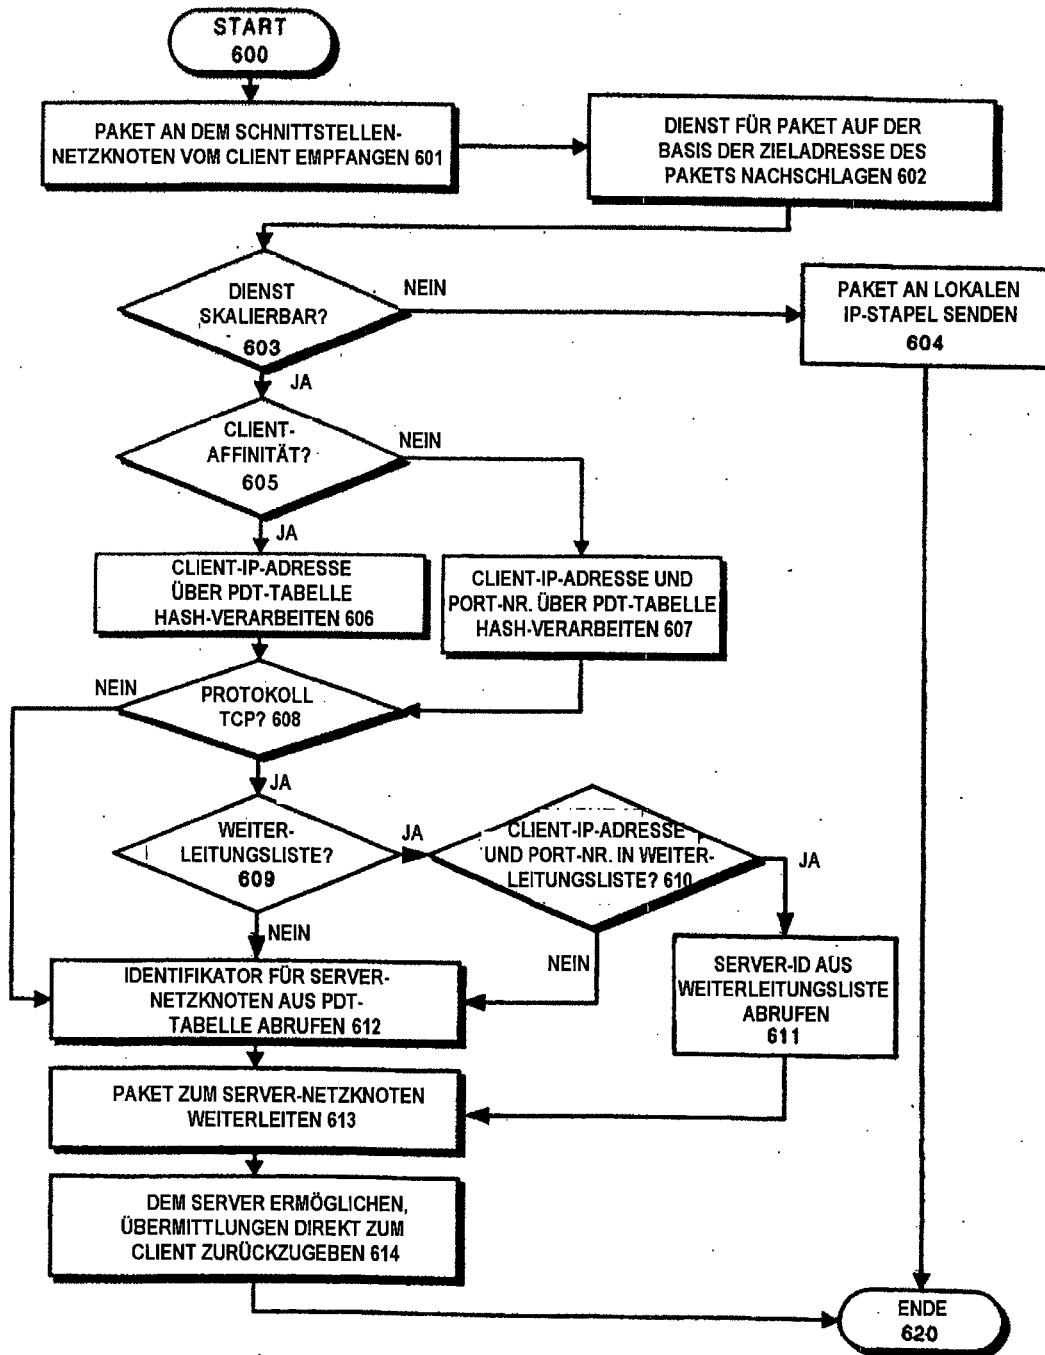 START
600
PAKET AN DEM SCHNITTSTELLEN-
NETZKNOTEN VOM CLIENT EMPFANGEN 601
DIENST FÜR PAKET AUF DER
BASIS DER ZIELADRESSE DES
PAKETS NACHSCHLAGEN 602
DIENST
SKALIERBAR?
603
NEIN
JA
PAKET AN LOKALEN
IP-STAPEL SENDEN
604
CLIENT-
AFFINITÄT?
605
NEIN
JA
CLIENT-IP-ADRESSE
ÜBER PDT-TABELLE
HASH-VERARBEITEN 606
CLIENT-IP-ADRESSE UND
PORT-NR. ÜBER PDT-TABELLE
HASH-VERARBEITEN 607
NEIN
PROTOKOLL
TCP? 608
JA
WEITER-
LEITUNGSLISTE?
609
JA
NEIN
CLIENT-IP-ADRESSE
UND PORT-NR. IN WEITER-
LEITUNGSLISTE? 610
JA
NEIN
SERVER-ID AUS
WEITERLEITUNGSLISTE
ABRUFEN
611
IDENTIFIKATOR FÜR SERVER-
NETZKNOTEN AUS PDT-
TABELLE ABRUFEN 612
PAKET ZUM SERVER-NETZKNOTEN
WEITERLEITEN 613
DEM SERVER ERMÖGLICHEN,
ÜBERMITTLUNGEN DIREKT ZUM
CLIENT ZURÜCKZUGEBEN 614
ENDE
620